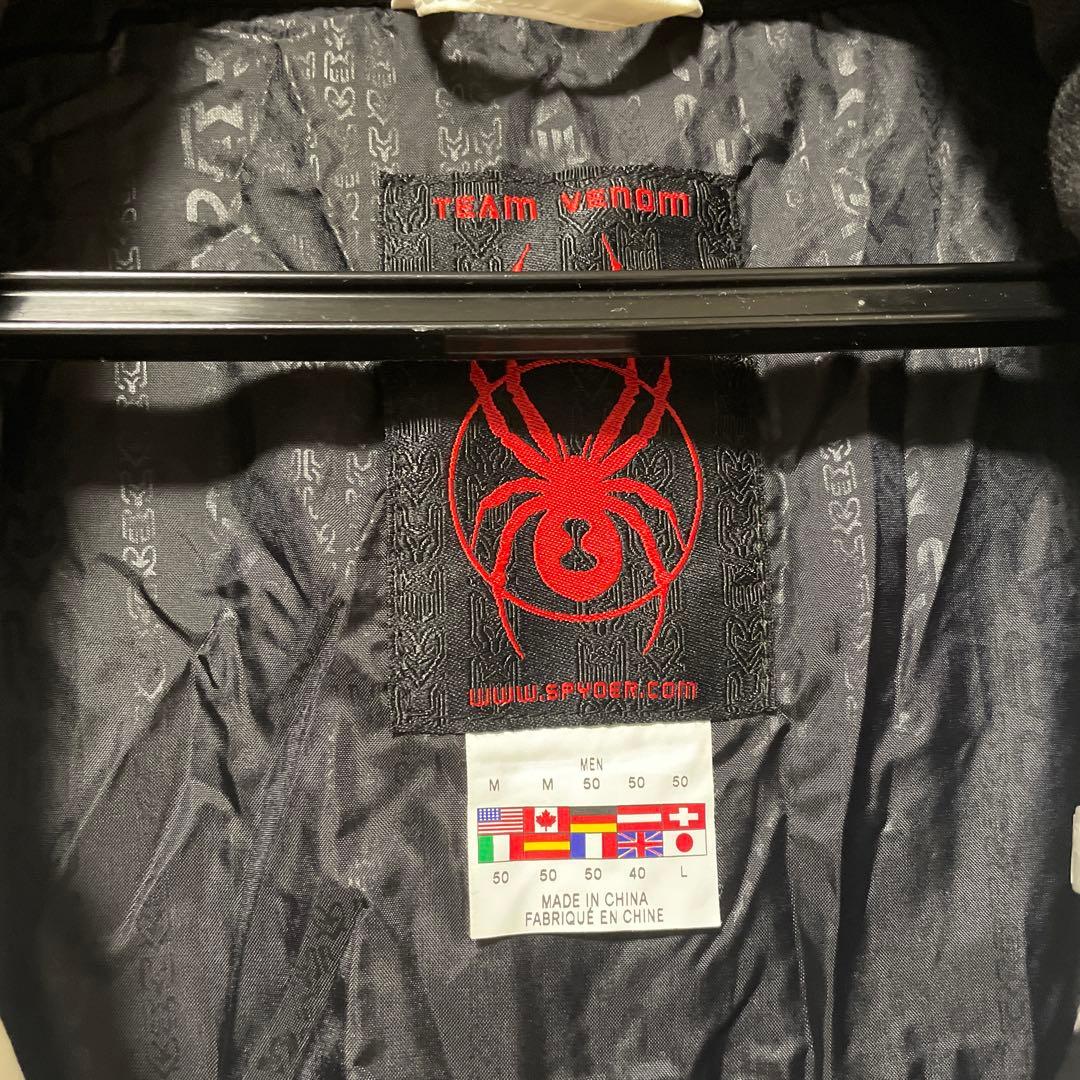 TEAM VENOM
WWW.SPYDER.COM
MEN
M M 50 50 50
50 50 50 40 L
MADE IN CHINA
FABRIQUÉ EN CHINE